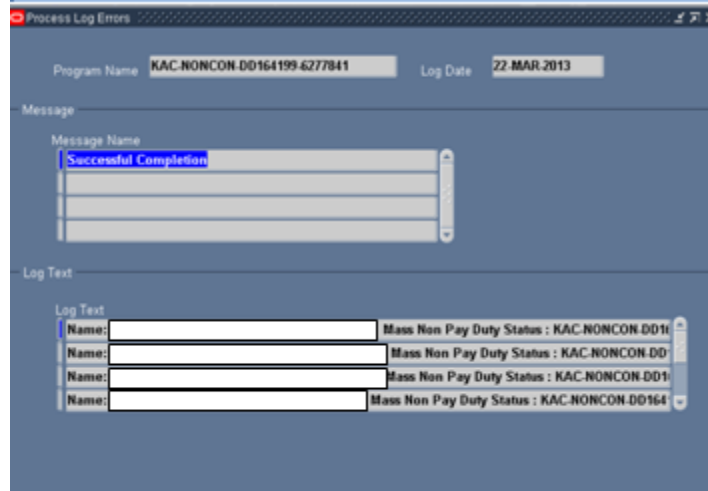 Process Log Errors
Program Name KAC-NONCON-DD164199-6277841 Log Date 22-MAR-2013
Message
Message Name
Successful Completion
Log Text
Log Text
Name: Mass Non Pay Duty Status : KAC-NONCON-DD16
Name: Mass Non Pay Duty Status : KAC-NONCON-DD
Name: Mass Non Pay Duty Status : KAC-NONCON-DD1
Name: Mass Non Pay Duty Status : KAC-NONCON-DD164